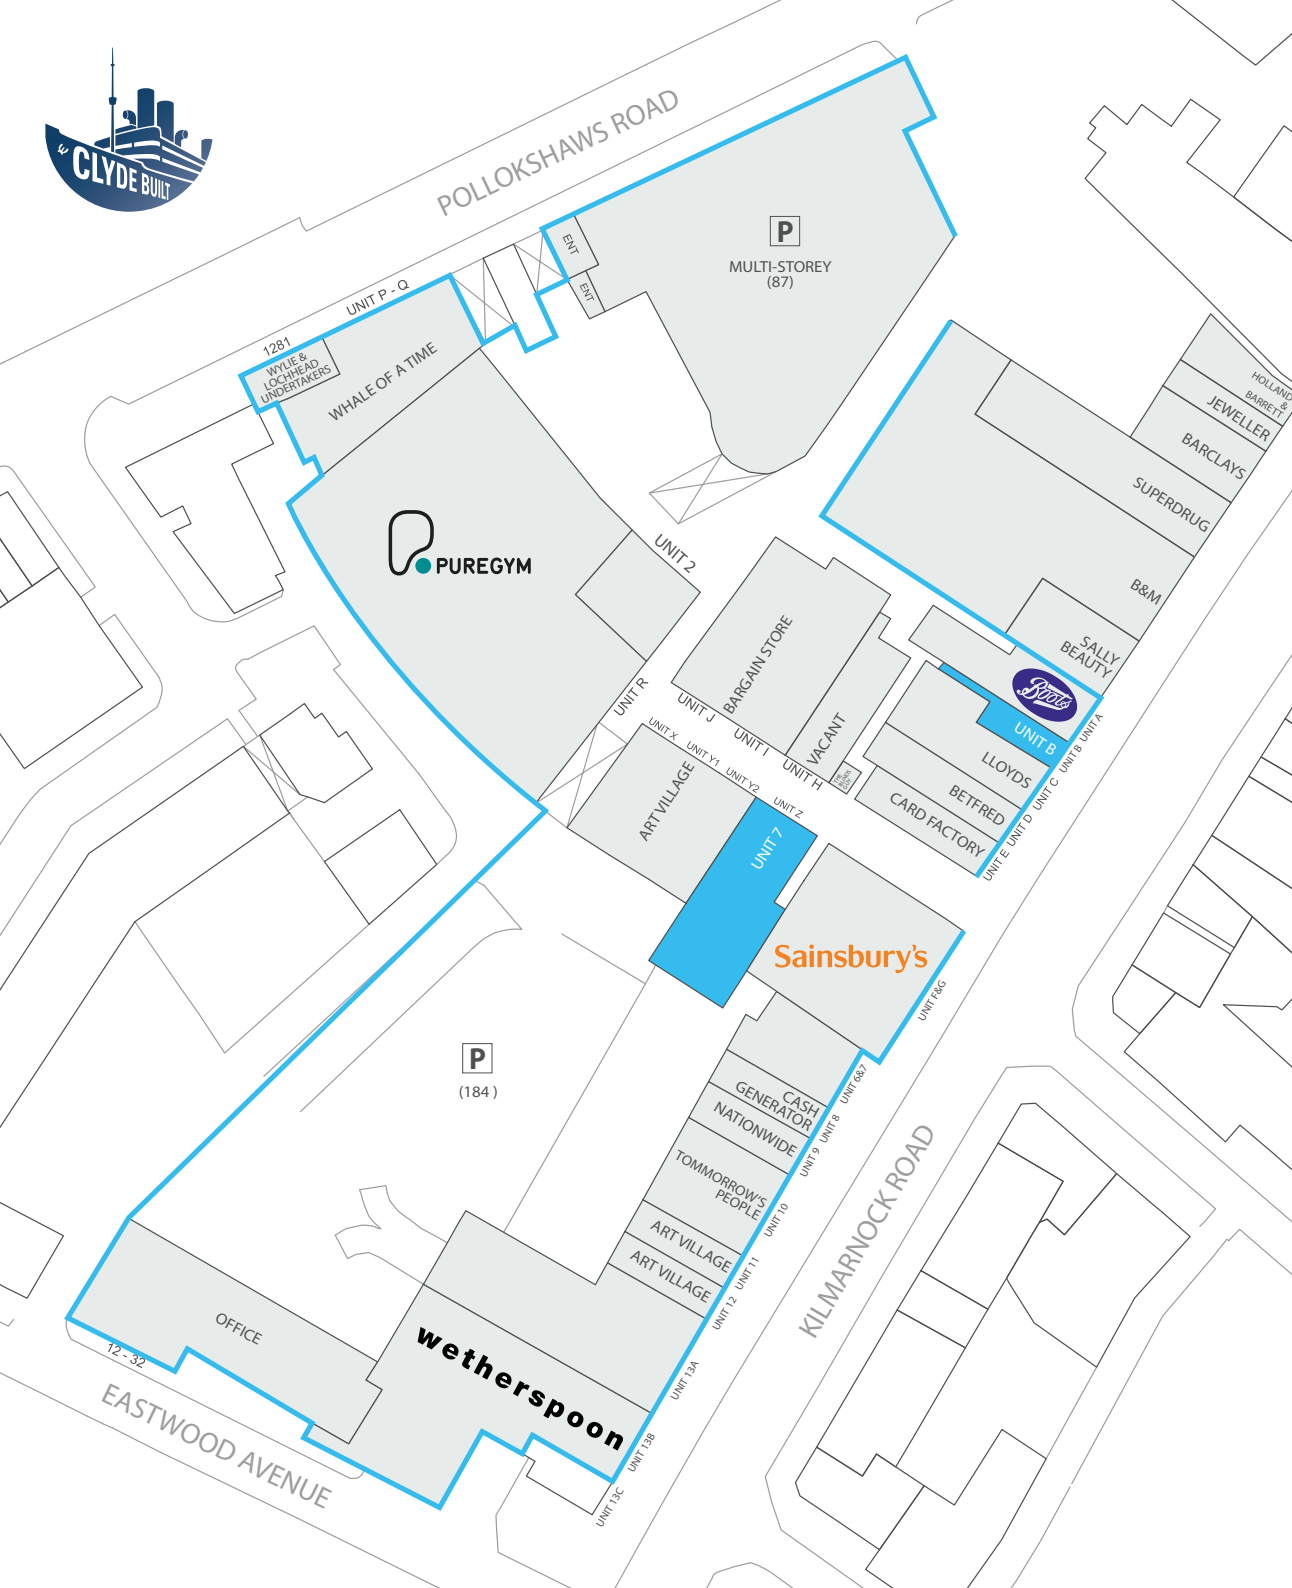 CLYDE BUILT
POLLOKSHAWS ROAD
P
MULTI-STOREY
(87)
ENT
ENT
UNIT P - Q
1281
WYLIE &
LOCHHEAD
UNDERTAKERS
WHALE OF A TIME
PUREGYM
UNIT 2
UNIT R
HOLLAND
&
BARRETT
JEWELLER
BARCLAYS
SUPERDRUG
B&M
SALLY
BEAUTY
Boots
UNIT A
UNIT B
UNIT B
LLOYDS
UNIT C
BETFRED
UNIT D
CARD FACTORY
UNIT E
BARGAIN STORE
VACANT
THE
BLINDS
GUY
UNIT J
UNIT I
UNIT H
UNIT X
UNIT Y1
UNIT Y2
UNIT Z
ART VILLAGE
UNIT 7
Sainsbury's
UNIT F&G
P
(184 )
UNIT 6&7
CASH
GENERATOR
UNIT 8
NATIONWIDE
UNIT 9
TOMMORROW'S
PEOPLE
UNIT 10
ART VILLAGE
UNIT 11
ART VILLAGE
UNIT 12
KILMARNOCK ROAD
OFFICE
12 - 32
wetherspoon
UNIT 13A
UNIT 13B
UNIT 13C
EASTWOOD AVENUE